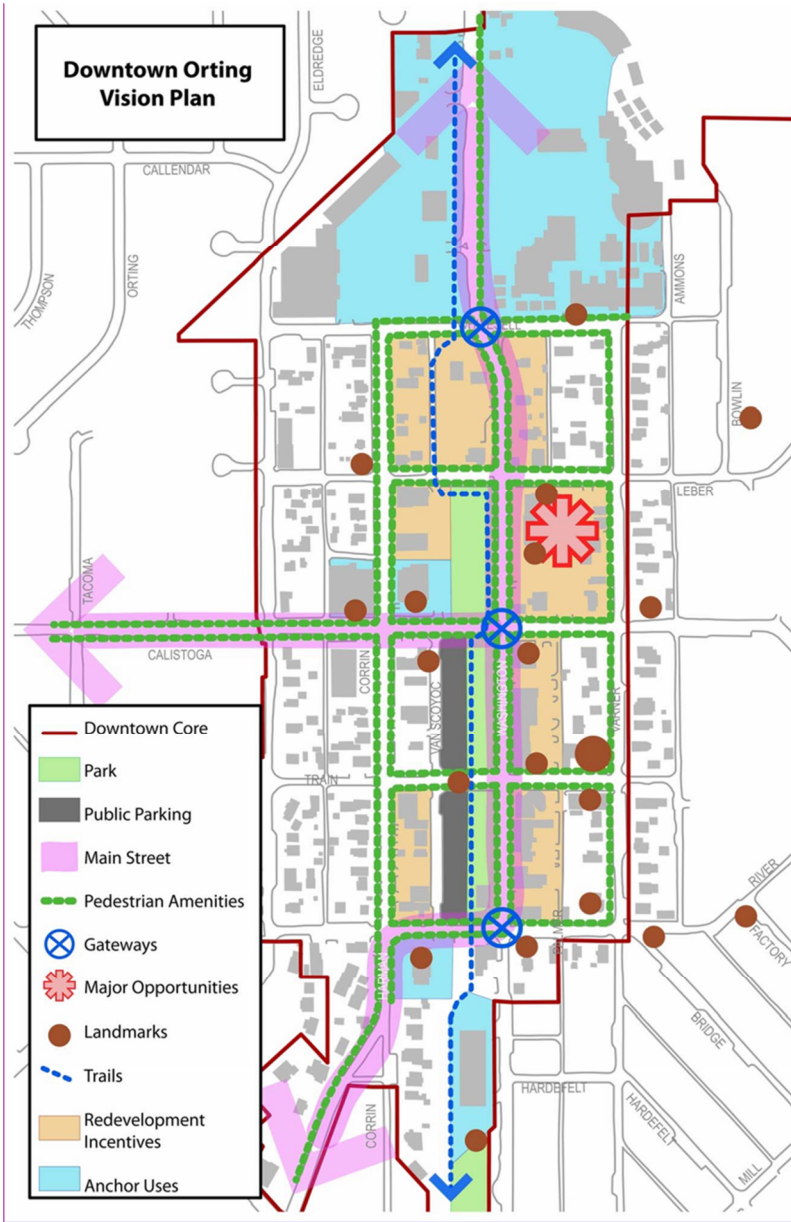 Downtown Orting
Vision Plan
ELDREDGE
CALLENDAR
THOMPSON
ORTING
AMMONS
BOWLIN
LEBER
TACOMA
CALISTOGA
CORRIN
VAN SCOYOC
WASHINGTON
VARNER
TRAIN
RIVER
FACTORY
BRIDGE
HARDEFELT
HARDEFELT
MILL
CORRIN
Downtown Core
Park
Public Parking
Main Street
Pedestrian Amenities
Gateways
Major Opportunities
Landmarks
Trails
Redevelopment
Incentives
Anchor Uses